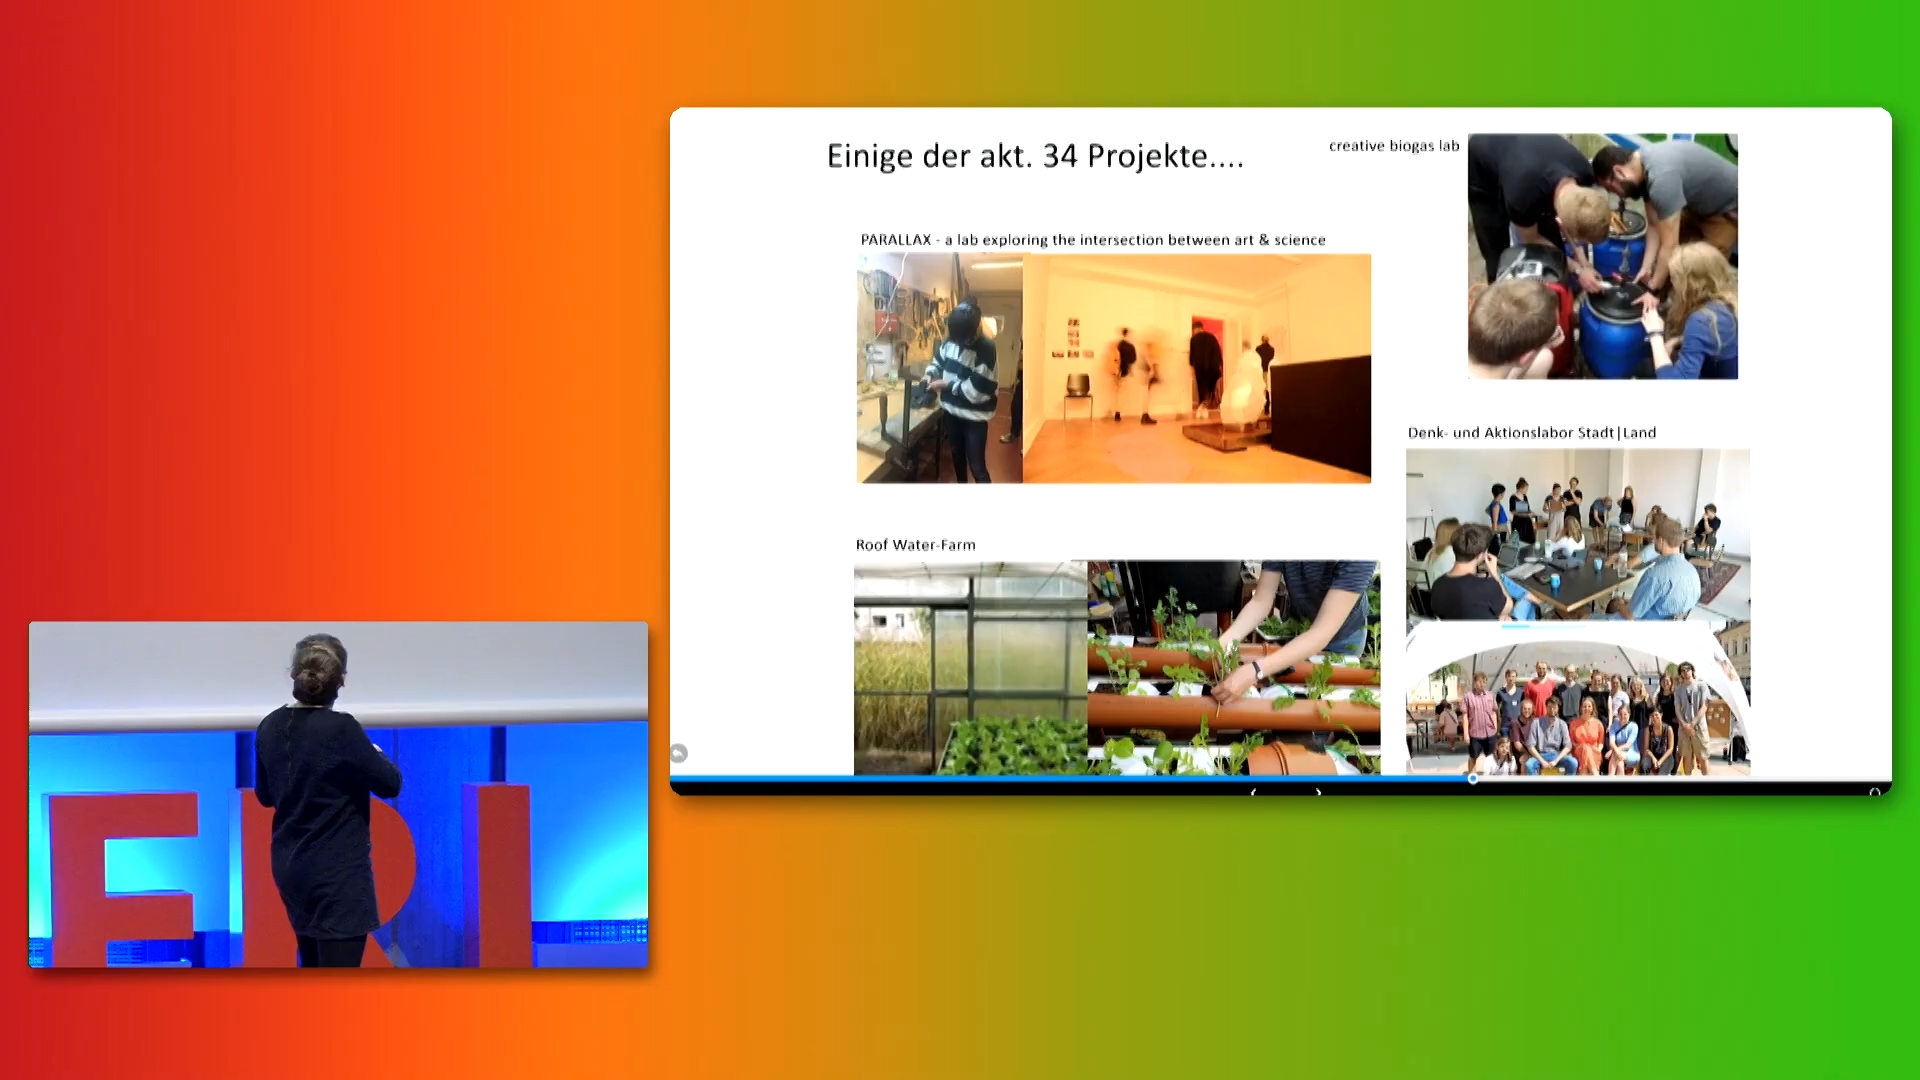 Einige der akt. 34 Projekte....
creative biogas lab
PARALLAX - a lab exploring the intersection between art & science
Denk- und Aktionslabor Stadt|Land
Roof Water-Farm